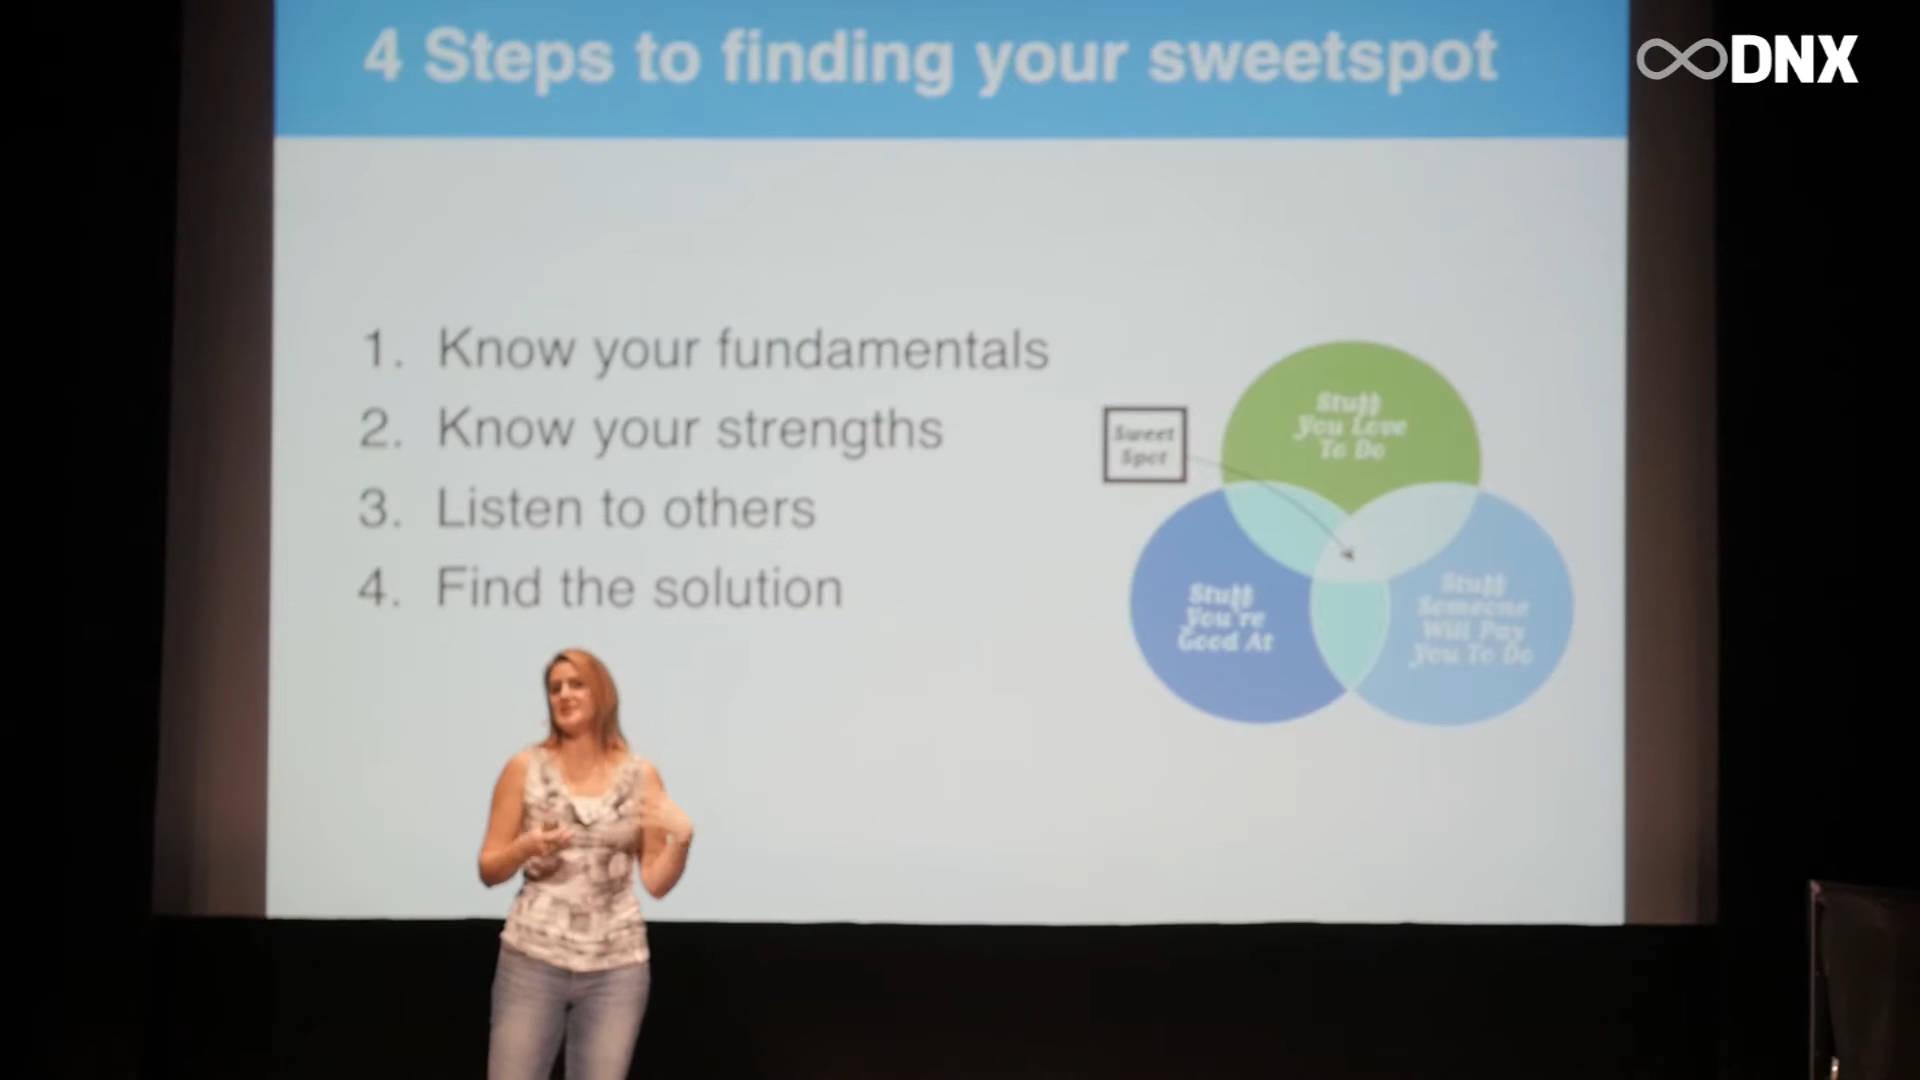 4 Steps to finding your sweetspot
DNX
1. Know your fundamentals
2. Know your strengths
3. Listen to others
4. Find the solution
Sweet
Spot
Stuff
You Love
To Do
Stuff
You're
Good At
Stuff
Someone
Will Pay
You To Do